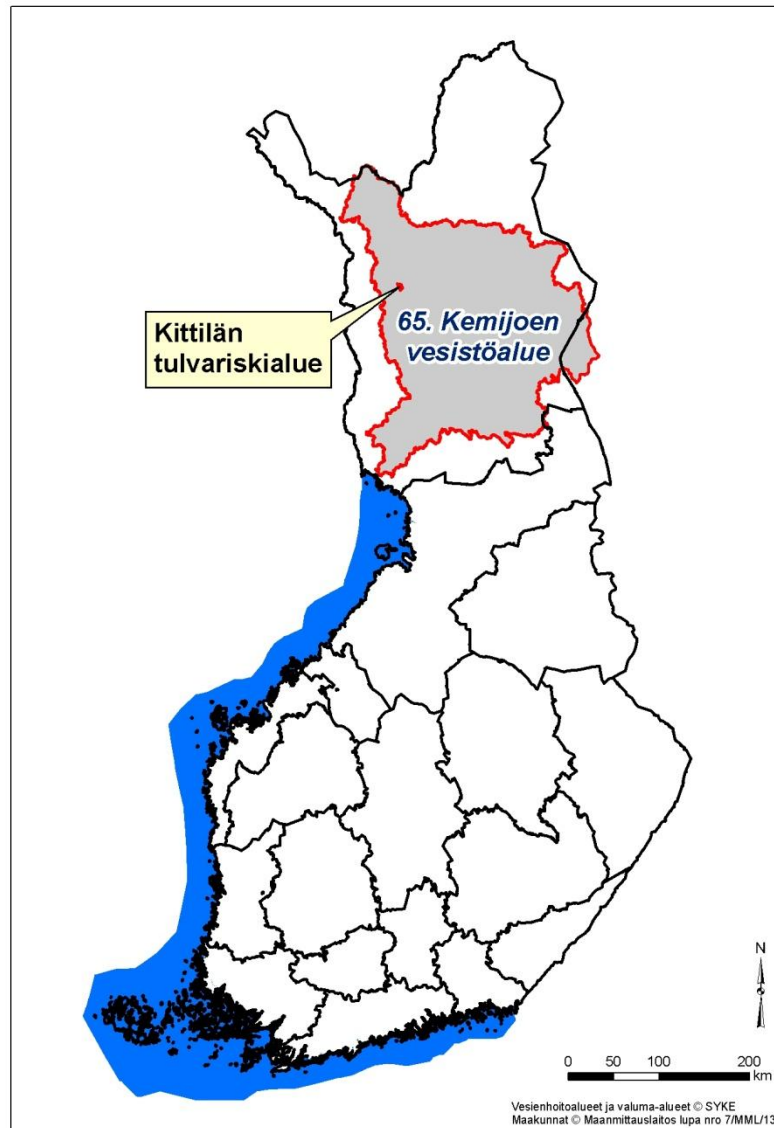 Kittilän
tulvariskialue
65. Kemijoen
vesistöalue
N
0 50 100 200
km
Vesienhoitoalueet ja valuma-alueet © SYKE
Maakunnat © Maanmittauslaitos lupa nro 7/MML/13